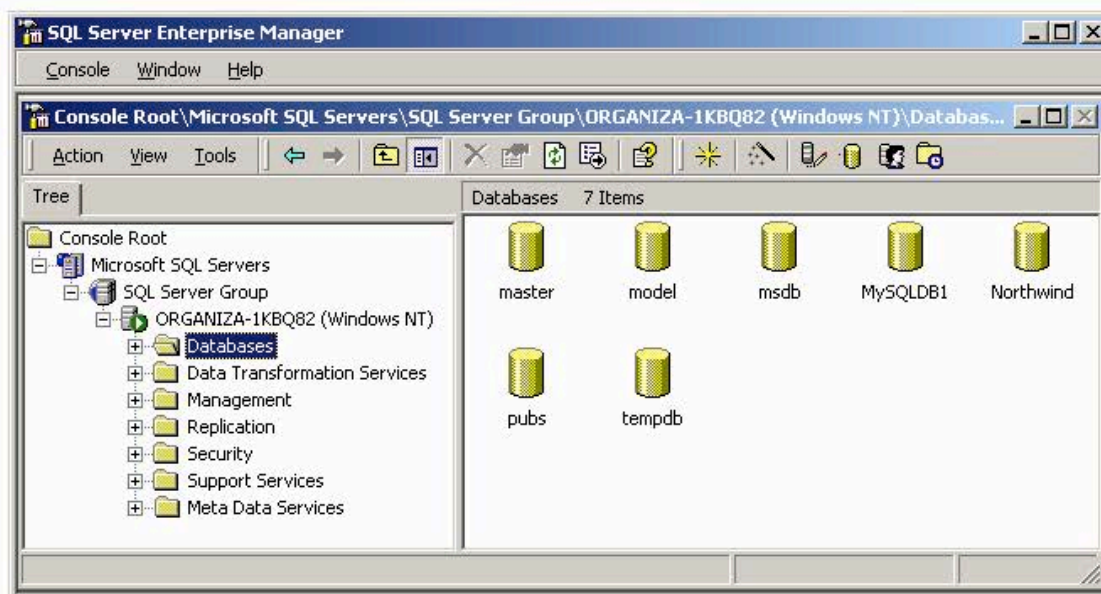 SQL Server Enterprise Manager
Console Window Help
Console Root\Microsoft SQL Servers\SQL Server Group\ORGANIZA-1KBQ82 (Windows NT)\Databas...
Action View Tools
Tree
Databases 7 Items
Console Root
Microsoft SQL Servers
SQL Server Group
ORGANIZA-1KBQ82 (Windows NT)
Databases
Data Transformation Services
Management
Replication
Security
Support Services
Meta Data Services
master model msdb MySQLDB1 Northwind
pubs tempdb